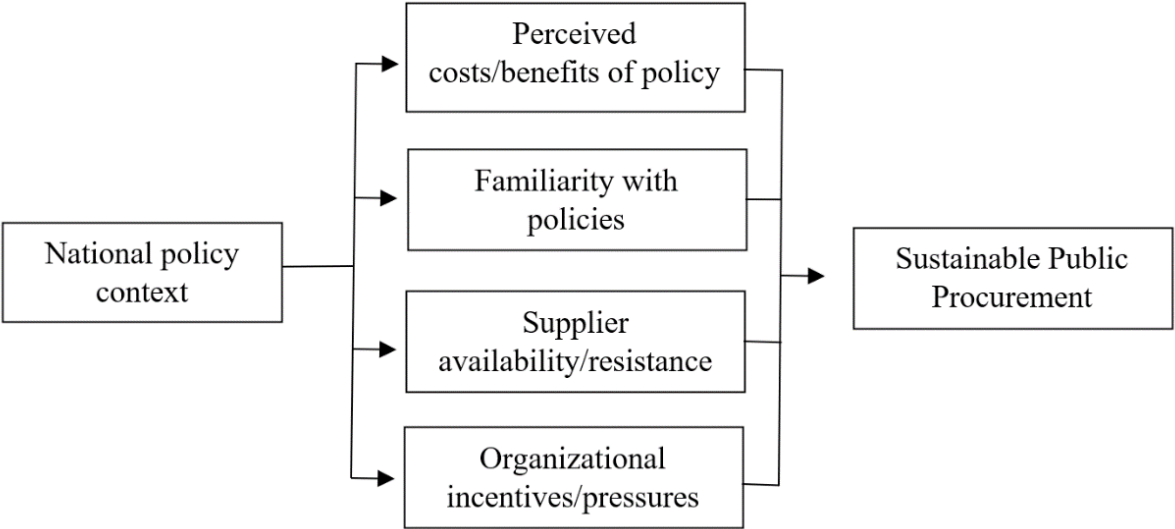 Perceived
costs/benefits of policy
Familiarity with
policies
National policy
context
Sustainable Public
Procurement
Supplier
availability/resistance
Organizational
incentives/pressures